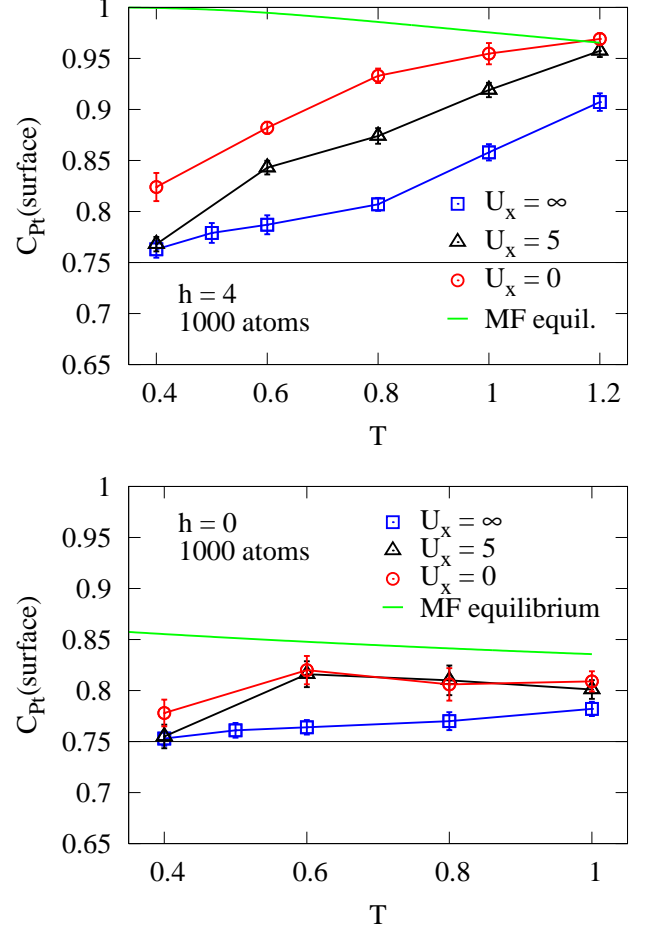 1
0.95
0.9
0.85
0.8
0.75
0.7
0.65
C_Pt(surface)
U_x = ∞
U_x = 5
U_x = 0
MF equil.
h = 4
1000 atoms
0.4 0.6 0.8 1 1.2
T
1
0.95
0.9
0.85
0.8
0.75
0.7
0.65
C_Pt(surface)
h = 0
1000 atoms
U_x = ∞
U_x = 5
U_x = 0
MF equilibrium
0.4 0.6 0.8 1
T